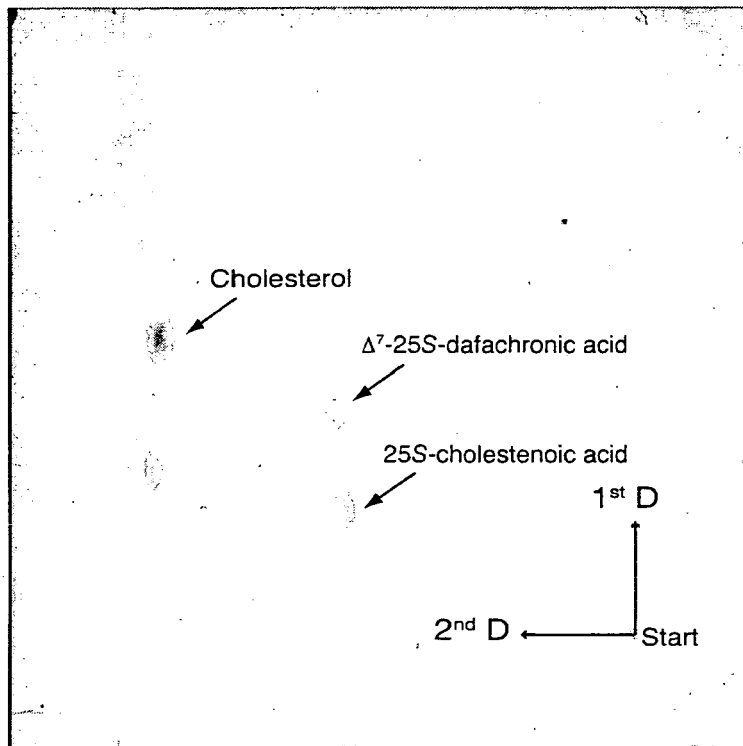 Cholesterol
Δ⁷-25S-dafachronic acid
25S-cholestenoic acid
1ˢᵗ D
2ⁿᵈ D
Start